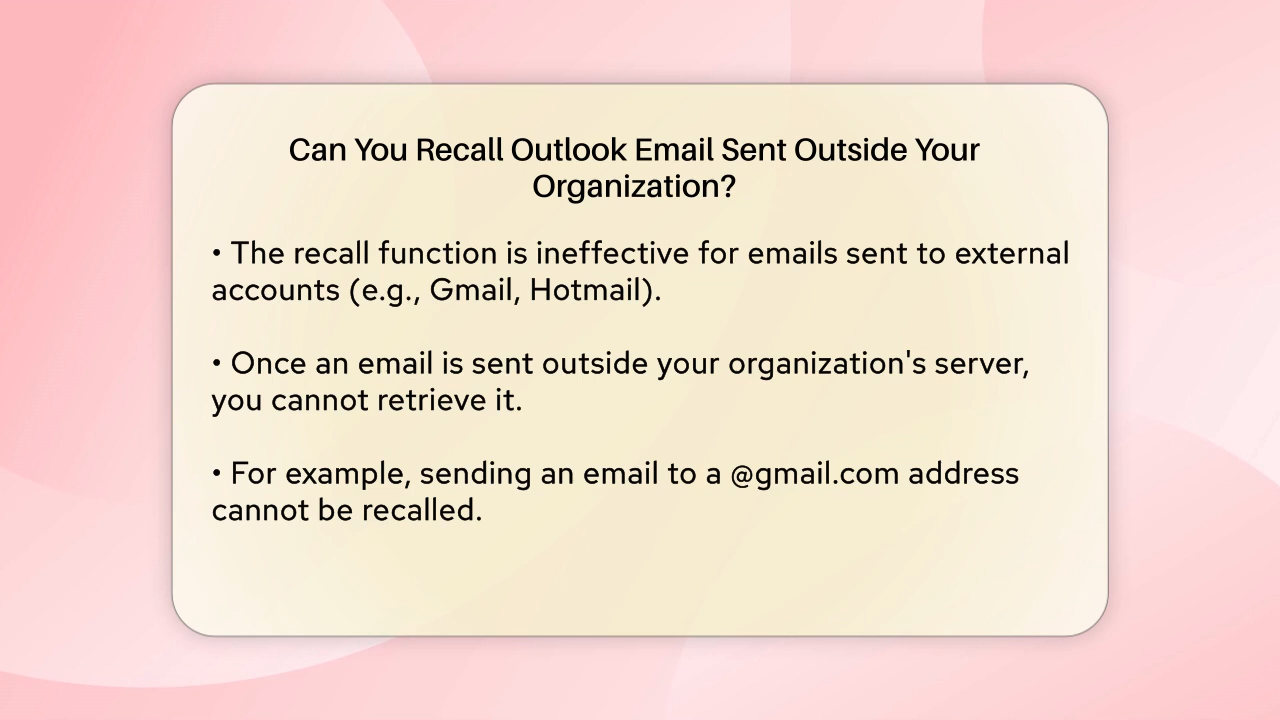 Can You Recall Outlook Email Sent Outside Your
Organization?
• The recall function is ineffective for emails sent to external
accounts (e.g., Gmail, Hotmail).
• Once an email is sent outside your organization's server,
you cannot retrieve it.
• For example, sending an email to a @gmail.com address
cannot be recalled.